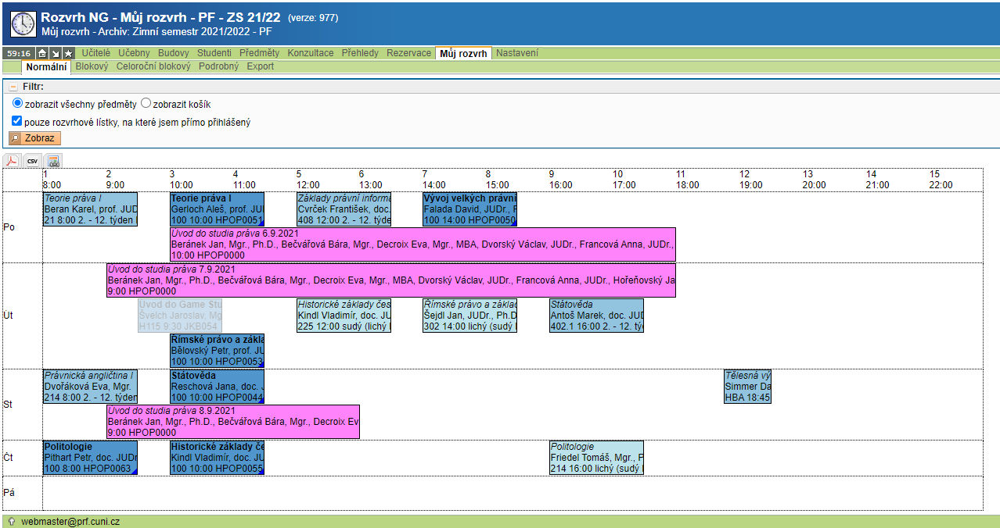 Rozvrh NG - Můj rozvrh - PF - ZS 21/22 (verze: 977)
Můj rozvrh - Archiv: Zimní semestr 2021/2022 - PF
59:16 Učitelé Učebny Budovy Studenti Předměty Konzultace Přehledy Rezervace Můj rozvrh Nastavení
Normální Blokový Celoroční blokový Podrobný Export
Filtr:
zobrazit všechny předměty zobrazit košík
pouze rozvrhové lístky, na které jsem přímo přihlášený
Zobraz
CSV
1 2 3 4 5 6 7 8 9 10 11 12 13 14 15
8:00 9:00 10:00 11:00 12:00 13:00 14:00 15:00 16:00 17:00 18:00 19:00 20:00 21:00 22:00
Po
Teorie práva I
Beran Karel, prof. JUD
21 8:00 2. - 12. týden
Teorie práva I
Gerloch Aleš, prof. JU
100 10:00 HPOP0051
Základy právní informa
Cvrček František, doc.
408 12:00 2. - 12. týde
Vývoj velkých právní
Falada David, JUDr., P
100 14:00 HPOP0050
Úvod do studia práva 6.9.2021
Beránek Jan, Mgr., Ph.D., Bečvářová Bára, Mgr., Decroix Eva, Mgr., MBA, Dvorský Václav, JUDr., Francová Anna, JUDr.,
10:00 HPOP0000
Út
Úvod do studia práva 7.9.2021
Beránek Jan, Mgr., Ph.D., Bečvářová Bára, Mgr., Decroix Eva, Mgr., MBA, Dvorský Václav, JUDr., Francová Anna, JUDr., Hořeňovský Ja
9:00 HPOP0000
Úvod do Game Stu
Švelch Jaroslav, Mg
H115 9:30 JKB054
Historické základy čes
Kindl Vladimír, doc. JU
225 12:00 sudý (lichý
Římské právo a základ
Šejdl Jan, JUDr., Ph.D
302 14:00 lichý (sudý
Státověda
Antoš Marek, doc. JUD
402.1 16:00 2. - 12. tý
Římské právo a zákla
Bělovský Petr, prof. JU
100 10:00 HPOP0053
St
Právnická angličtina I
Dvořáková Eva, Mgr.
214 8:00 2. - 12. týden
Státověda
Reschová Jana, doc. J
100 10:00 HPOP0044
Tělesná vý
Simmer Da
HBA 18:45
Úvod do studia práva 8.9.2021
Beránek Jan, Mgr., Ph.D., Bečvářová Bára, Mgr., Decroix Ev
9:00 HPOP0000
Čt
Politologie
Pithart Petr, doc. JUDr
100 8:00 HPOP0063
Historické základy če
Kindl Vladimír, doc. JU
100 10:00 HPOP0055
Politologie
Friedel Tomáš, Mgr., P
214 16:00 lichý (sudý
Pá
webmaster@prf.cuni.cz